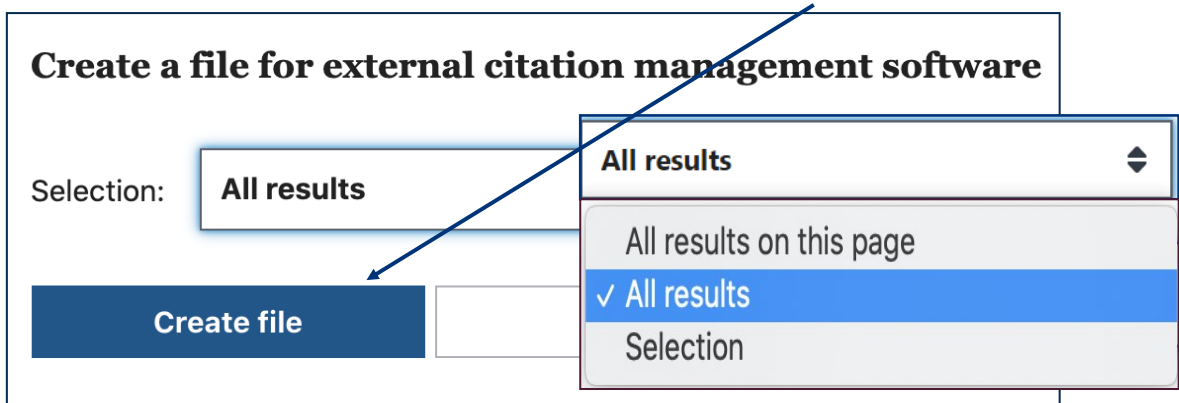 Create a file for external citation management software
Selection:
All results
All results
All results on this page
✓ All results
Selection
Create file